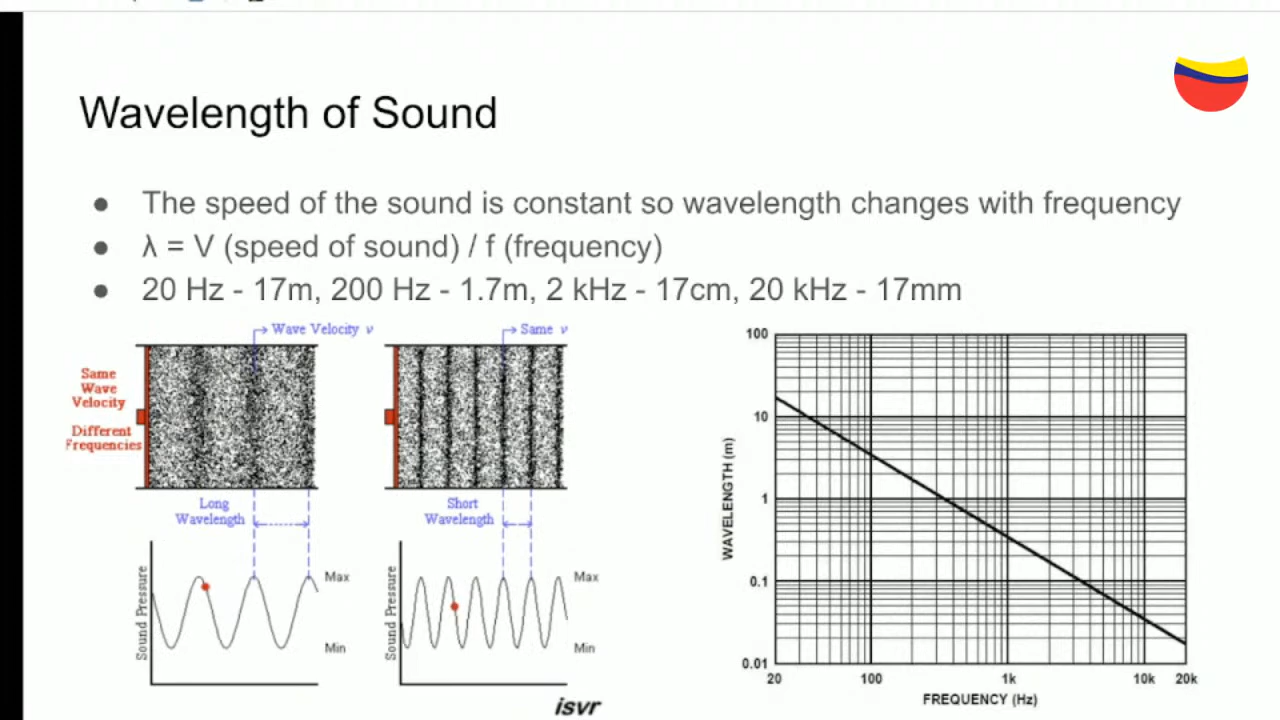 Wavelength of Sound
● The speed of the sound is constant so wavelength changes with frequency
● λ = V (speed of sound) / f (frequency)
● 20 Hz - 17m, 200 Hz - 1.7m, 2 kHz - 17cm, 20 kHz - 17mm
Wave Velocity v
Same
Wave
Velocity
Different
Frequencies
Long
Wavelength
Sound Pressure
Max
Min
Same v
Short
Wavelength
Sound Pressure
Max
Min
isvr
WAVELENGTH (m)
100
10
1
0.1
0.01
20 100 1k 10k 20k
FREQUENCY (Hz)